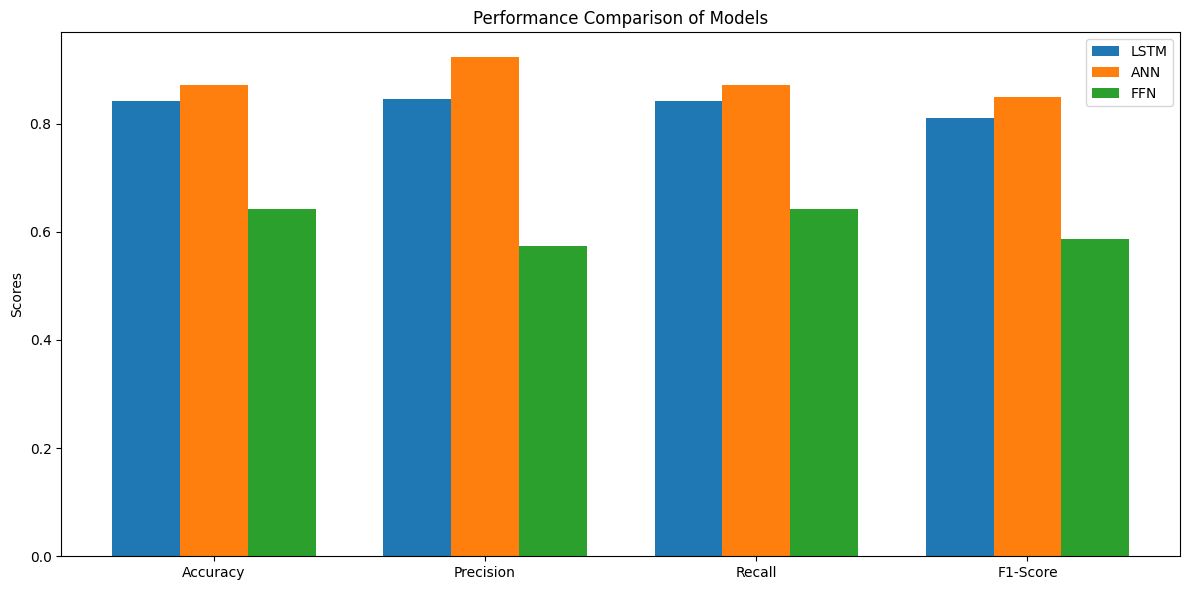 Performance Comparison of Models
LSTM
ANN
FFN
Scores
0.8
0.6
0.4
0.2
0.0
Accuracy
Precision
Recall
F1-Score